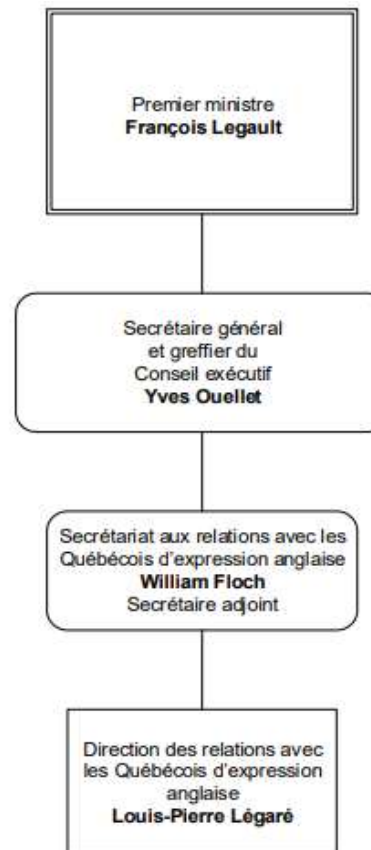 Premier ministre
François Legault
Secrétaire général
et greffier du
Conseil exécutif
Yves Ouellet
Secrétariat aux relations avec les
Québécois d'expression anglaise
William Floch
Secrétaire adjoint
Direction des relations avec
les Québécois d'expression
anglaise
Louis-Pierre Légaré